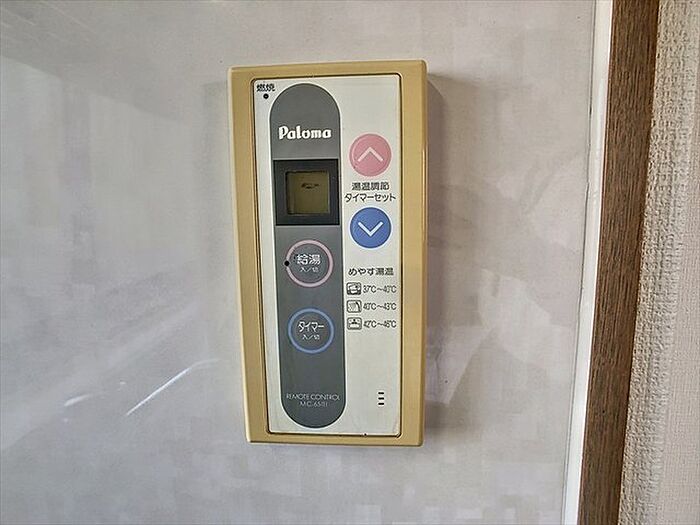 燃焼
Paloma
湯温調節
タイマーセット
給湯
入／切
めやす湯温
37℃～40℃
40℃～43℃
42℃～46℃
タイマー
入／切
REMOTE CONTROL